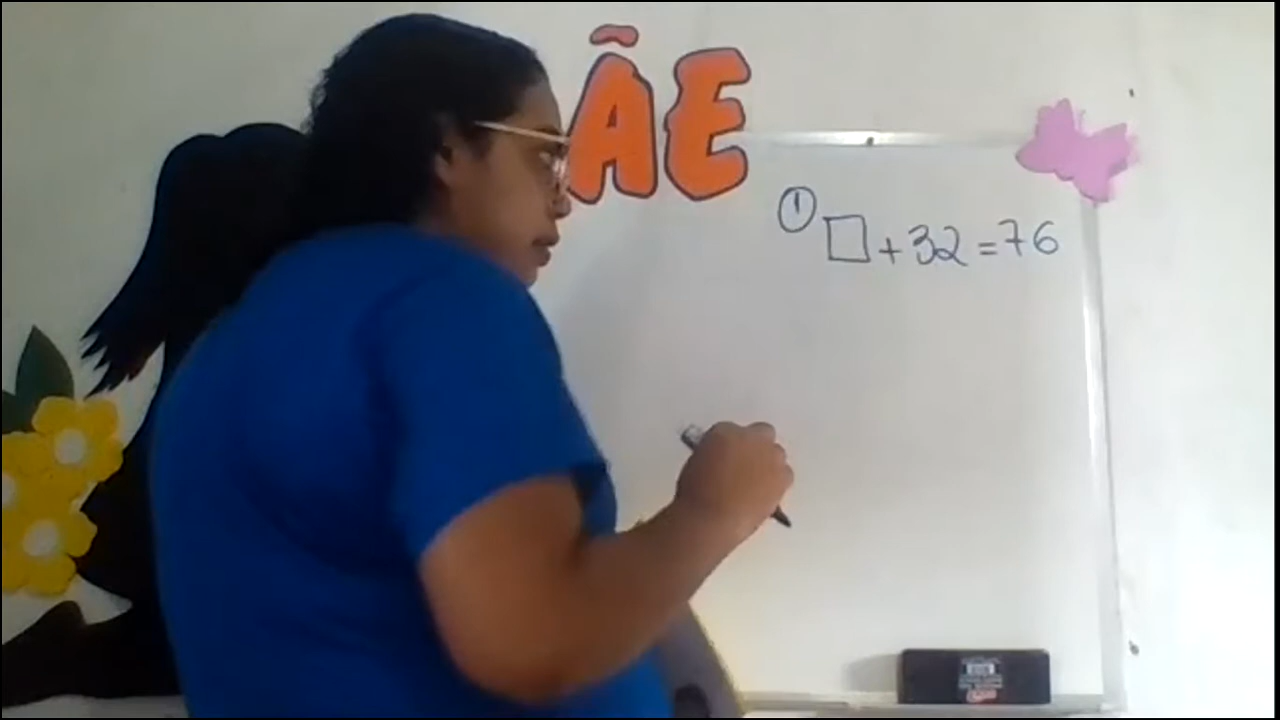 ÃE
① □ + 32 = 76